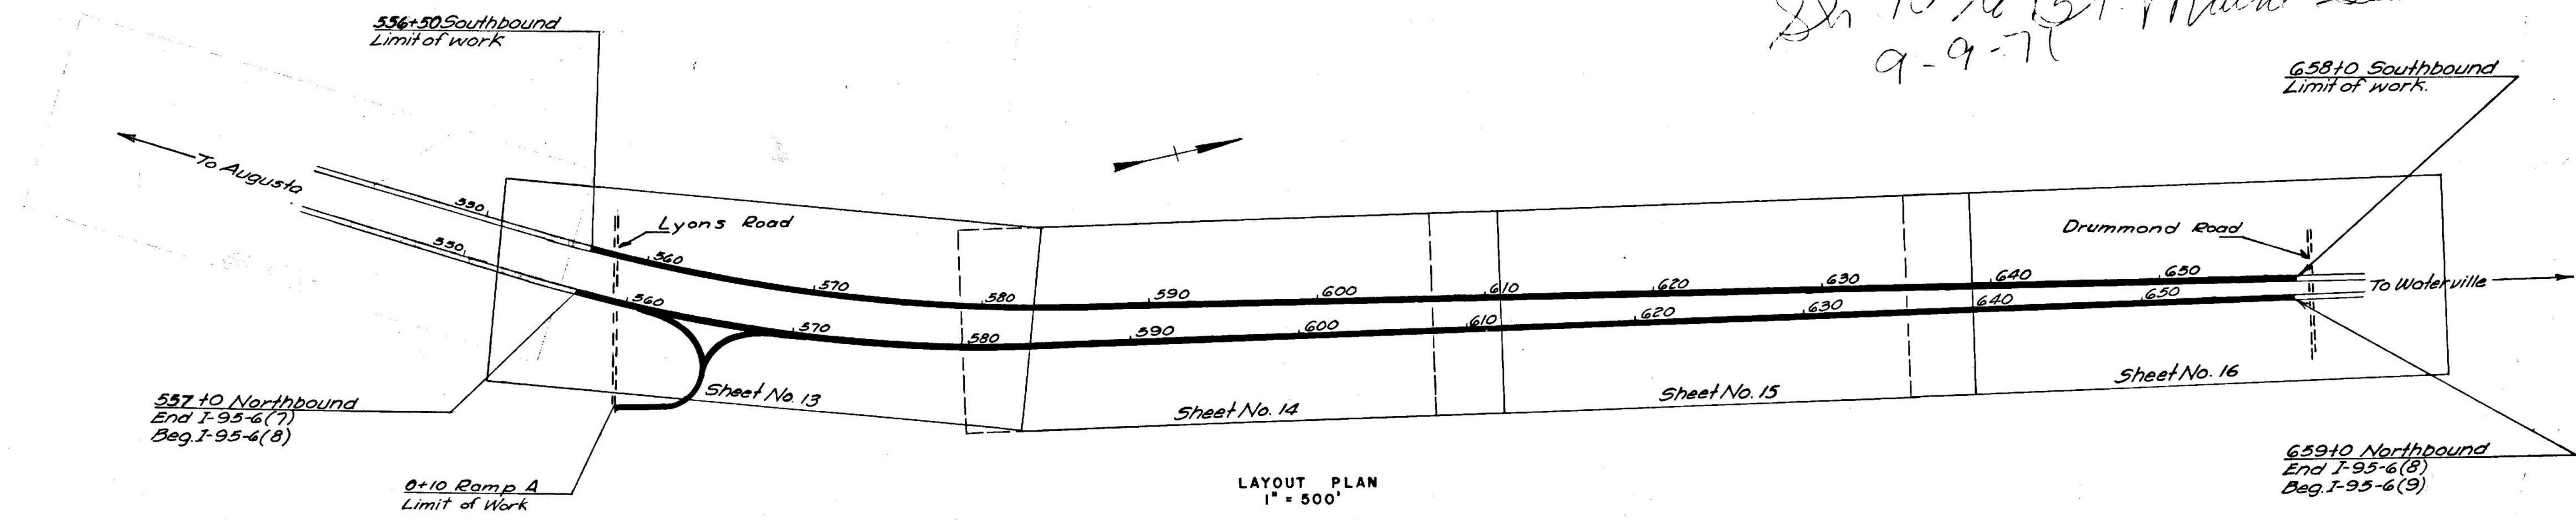 556+50 Southbound
Limit of work
9-9-71
658+0 Southbound
Limit of work.
To Augusta
550
550
Lyons Road
Drummond Road
560
570
580
590
600
610
620
630
640
650
560
570
580
590
600
610
620
630
640
650
To Waterville
Sheet No. 13
Sheet No. 14
Sheet No. 15
Sheet No. 16
557+0 Northbound
End I-95-6(7)
Beg. I-95-6(8)
0+10 Ramp A
Limit of Work
LAYOUT PLAN
1" = 500'
659+0 Northbound
End I-95-6(8)
Beg. I-95-6(9)